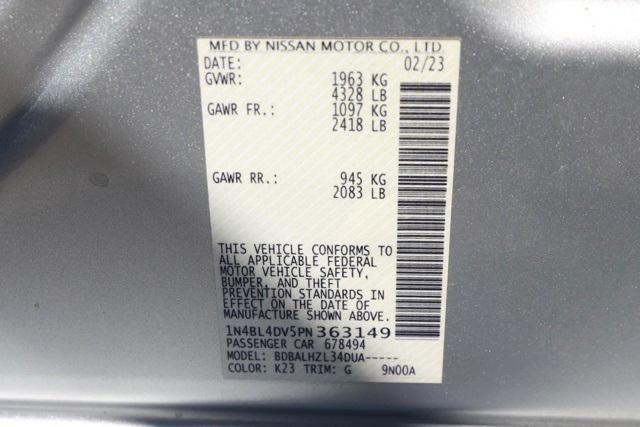 MFD BY NISSAN MOTOR CO., LTD.
DATE: 02/23
GVWR: 1963 KG
4328 LB
GAWR FR.: 1097 KG
2418 LB
GAWR RR.: 945 KG
2083 LB
THIS VEHICLE CONFORMS TO
ALL APPLICABLE FEDERAL
MOTOR VEHICLE SAFETY,
BUMPER, AND THEFT
PREVENTION STANDARDS IN
EFFECT ON THE DATE OF
MANUFACTURE SHOWN ABOVE.
1N4BL4DV5PN363149
PASSENGER CAR 678494
MODEL: BDBALHZL34DUA-----
COLOR: K23 TRIM: G 9N00A